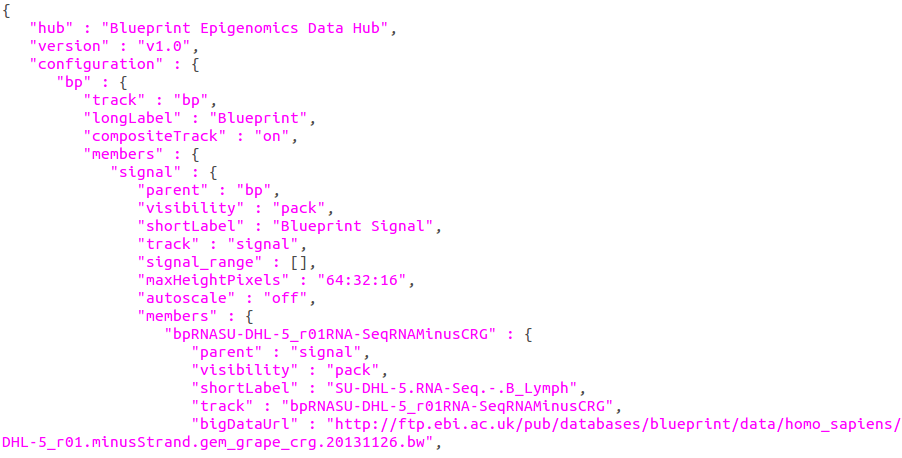 {
   "hub" : "Blueprint Epigenomics Data Hub",
   "version" : "v1.0",
   "configuration" : {
      "bp" : {
         "track" : "bp",
         "longLabel" : "Blueprint",
         "compositeTrack" : "on",
         "members" : {
            "signal" : {
               "parent" : "bp",
               "visibility" : "pack",
               "shortLabel" : "Blueprint Signal",
               "track" : "signal",
               "signal_range" : [],
               "maxHeightPixels" : "64:32:16",
               "autoscale" : "off",
               "members" : {
                  "bpRNASU-DHL-5_r01RNA-SeqRNAMinusCRG" : {
                     "parent" : "signal",
                     "visibility" : "pack",
                     "shortLabel" : "SU-DHL-5.RNA-Seq.-.B_Lymph",
                     "track" : "bpRNASU-DHL-5_r01RNA-SeqRNAMinusCRG",
                     "bigDataUrl" : "http://ftp.ebi.ac.uk/pub/databases/blueprint/data/homo_sapiens/
DHL-5_r01.minusStrand.gem_grape_crg.20131126.bw",